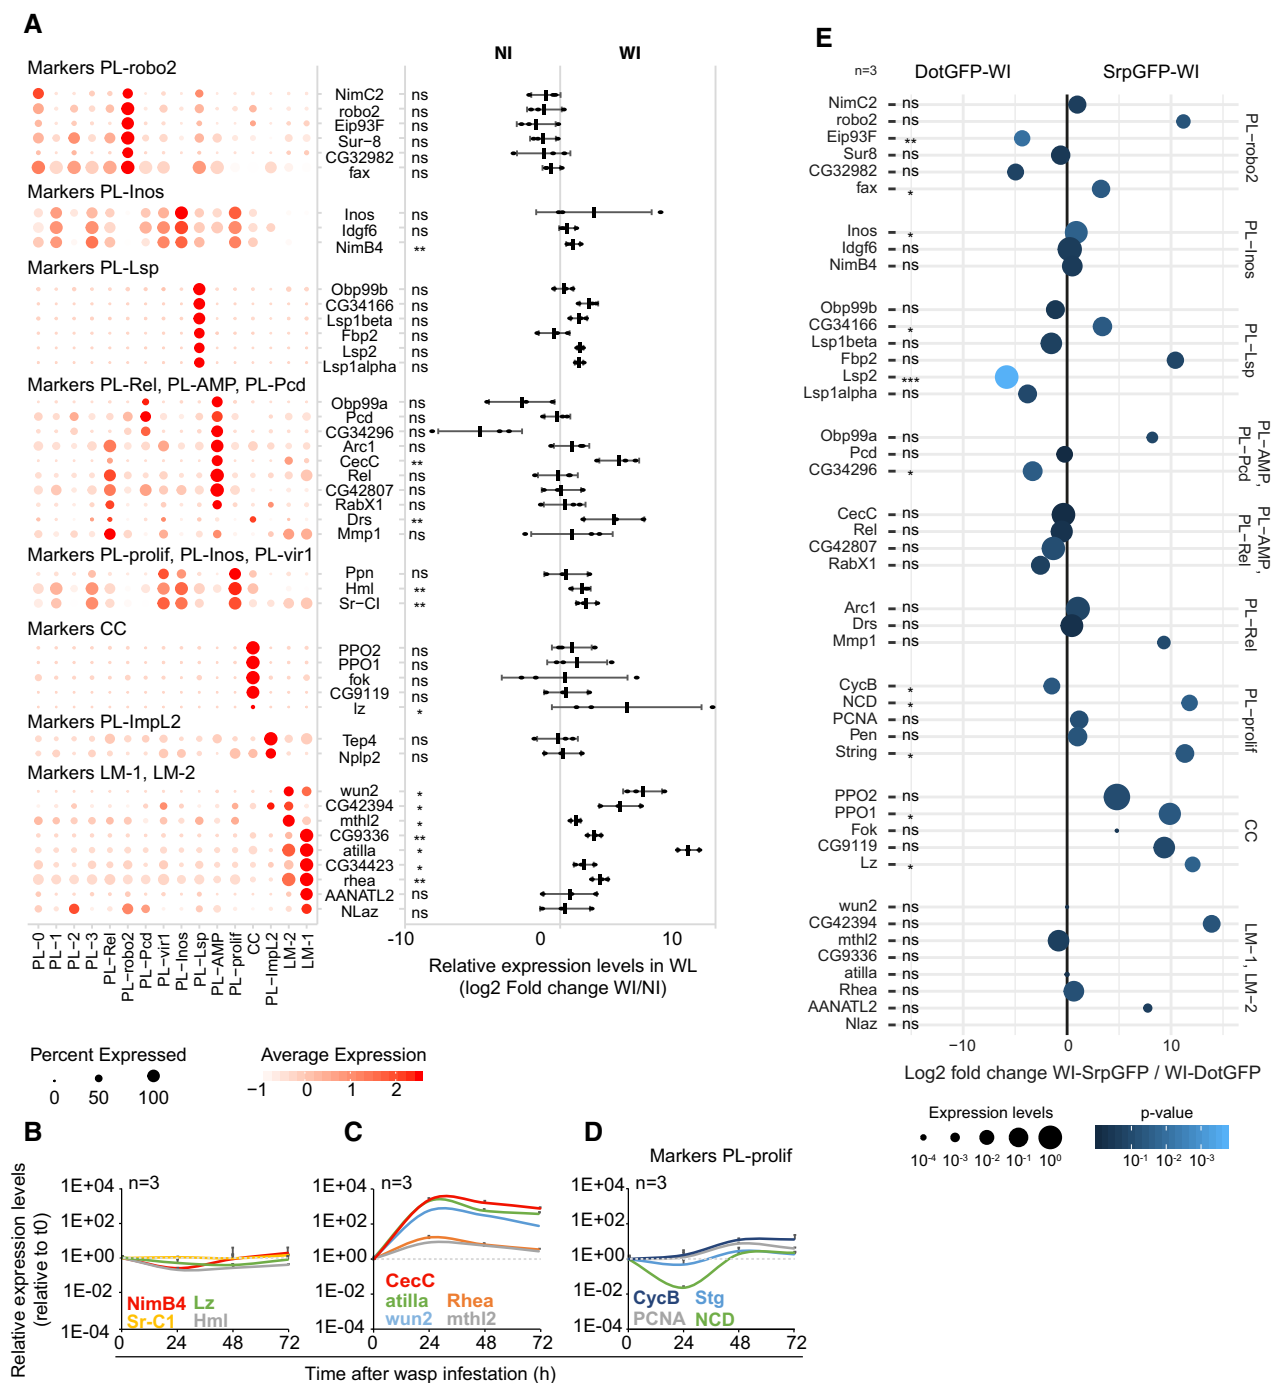 A
NI
WI
Markers PL-robo2
NimC2 ns
robo2 ns
Eip93F ns
Sur-8 ns
CG32982 ns
fax ns
Markers PL-Inos
Inos ns
Idgf6 ns
NimB4 **
Markers PL-Lsp
Obp99b ns
CG34166 ns
Lsp1beta ns
Fbp2 ns
Lsp2 ns
Lsp1alpha ns
Markers PL-Rel, PL-AMP, PL-Pcd
Obp99a ns
Pcd ns
CG34296 ns
Arc1 ns
CecC **
Rel ns
CG42807 ns
RabX1 ns
Drs **
Mmp1 ns
Markers PL-prolif, PL-Inos, PL-vir1
Ppn ns
Hml **
Sr-CI **
Markers CC
PPO2 ns
PPO1 ns
fok ns
CG9119 ns
lz *
Markers PL-ImpL2
Tep4 ns
Nplp2 ns
Markers LM-1, LM-2
wun2 *
CG42394 *
mthl2 *
CG9336 **
atilla *
CG34423 *
rhea **
AANATL2 ns
NLaz ns
PL-0
PL-1
PL-2
PL-3
PL-Rel
PL-robo2
PL-Pcd
PL-vir1
PL-Inos
PL-Lsp
PL-AMP
PL-prolif
CC
PL-ImpL2
LM-2
LM-1
-10 0 10
Relative expression levels in WL
(log2 Fold change WI/NI)
Percent Expressed
0 50 100
Average Expression
-1 0 1 2
E
n=3
DotGFP-WI
SrpGFP-WI
NimC2 ns
robo2 ns
Eip93F **
Sur8 ns
CG32982 ns
fax *
PL-robo2
Inos *
Idgf6 ns
NimB4 ns
PL-Inos
Obp99b ns
CG34166 *
Lsp1beta ns
Fbp2 ns
Lsp2 ***
Lsp1alpha ns
PL-Lsp
Obp99a ns
Pcd ns
CG34296 *
PL-AMP,
PL-Pcd
CecC ns
Rel ns
CG42807 ns
RabX1 ns
PL-AMP,
PL-Rel
Arc1 ns
Drs ns
Mmp1 ns
PL-Rel
CycB *
NCD *
PCNA ns
Pen ns
String *
PL-prolif
PPO2 ns
PPO1 *
Fok ns
CG9119 ns
Lz *
CC
wun2 ns
CG42394 ns
mthl2 ns
CG9336 ns
atilla ns
Rhea ns
AANATL2 ns
Nlaz ns
LM-1, LM-2
-10 0 10
Log2 fold change WI-SrpGFP / WI-DotGFP
Expression levels
10-4 10-3 10-2 10-1 100
p-value
10-1 10-2 10-3
B
n=3
Relative expression levels
(relative to t0)
1E+04
1E+02
1E+00
1E-02
1E-04
NimB4 Lz
Sr-C1 Hml
0 24 48 72
C
n=3
1E+04
1E+02
1E+00
1E-02
1E-04
CecC
atilla Rhea
wun2 mthl2
0 24 48 72
D
Markers PL-prolif
n=3
1E+04
1E+02
1E+00
1E-02
1E-04
CycB Stg
PCNA NCD
0 24 48 72
Time after wasp infestation (h)